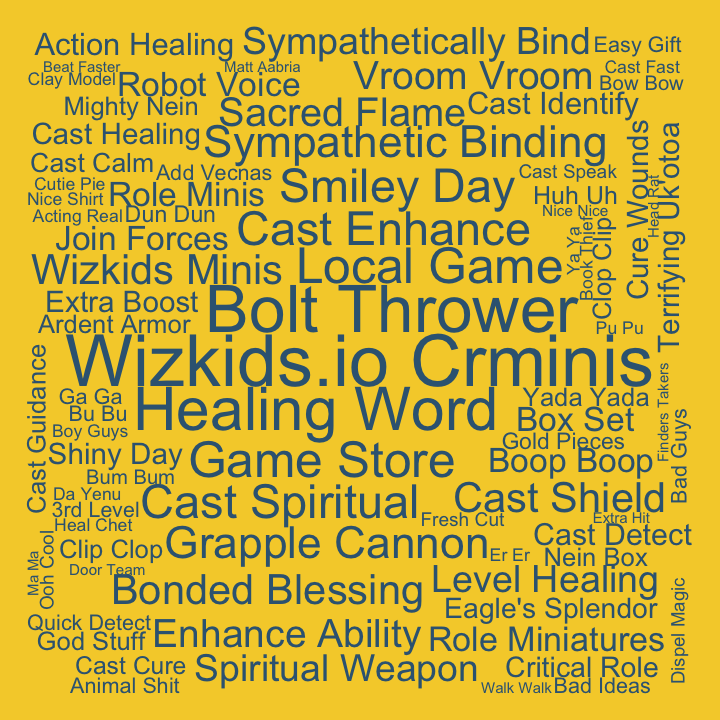 Action Healing
Sympathetically Bind
Easy Gift
Beat Faster
Matt Aabria
Cast Fast
Clay Model
Robot Voice
Vroom Vroom
Bow Bow
Mighty Nein
Sacred Flame
Cast Identify
Cast Healing
Sympathetic Binding
Cure Wounds
Terrifying Uk'otoa
Head Rat
Cast Calm
Add Vecnas
Cast Speak
Cutie Pie
Role Minis
Smiley Day
Huh Uh
Nice Shirt
Nice Nice
Acting Real
Dun Dun
Cast Enhance
Ya Ya
Book Thief
Clop Clip
Join Forces
Wizkids Minis
Local Game
Extra Boost
Bolt Thrower
Ardent Armor
Pu Pu
Wizkids.io Crminis
Cast Guidance
Finders Takers
Ga Ga
Healing Word
Yada Yada
Bu Bu
Box Set
Bad Guys
Boy Guys
Gold Pieces
Shiny Day
Game Store
Boop Boop
Bum Bum
Da Yenu
Cast Spiritual
Cast Shield
3rd Level
Heal Chet
Fresh Cut
Extra Hit
Clip Clop
Grapple Cannon
Cast Detect
Er Er
Nein Box
Ma Ma
Ooh Cool
Door Team
Bonded Blessing
Level Healing
Dispel Magic
Eagle's Splendor
Quick Detect
God Stuff
Enhance Ability
Role Miniatures
Cast Cure
Spiritual Weapon
Critical Role
Animal Shit
Walk Walk
Bad Ideas